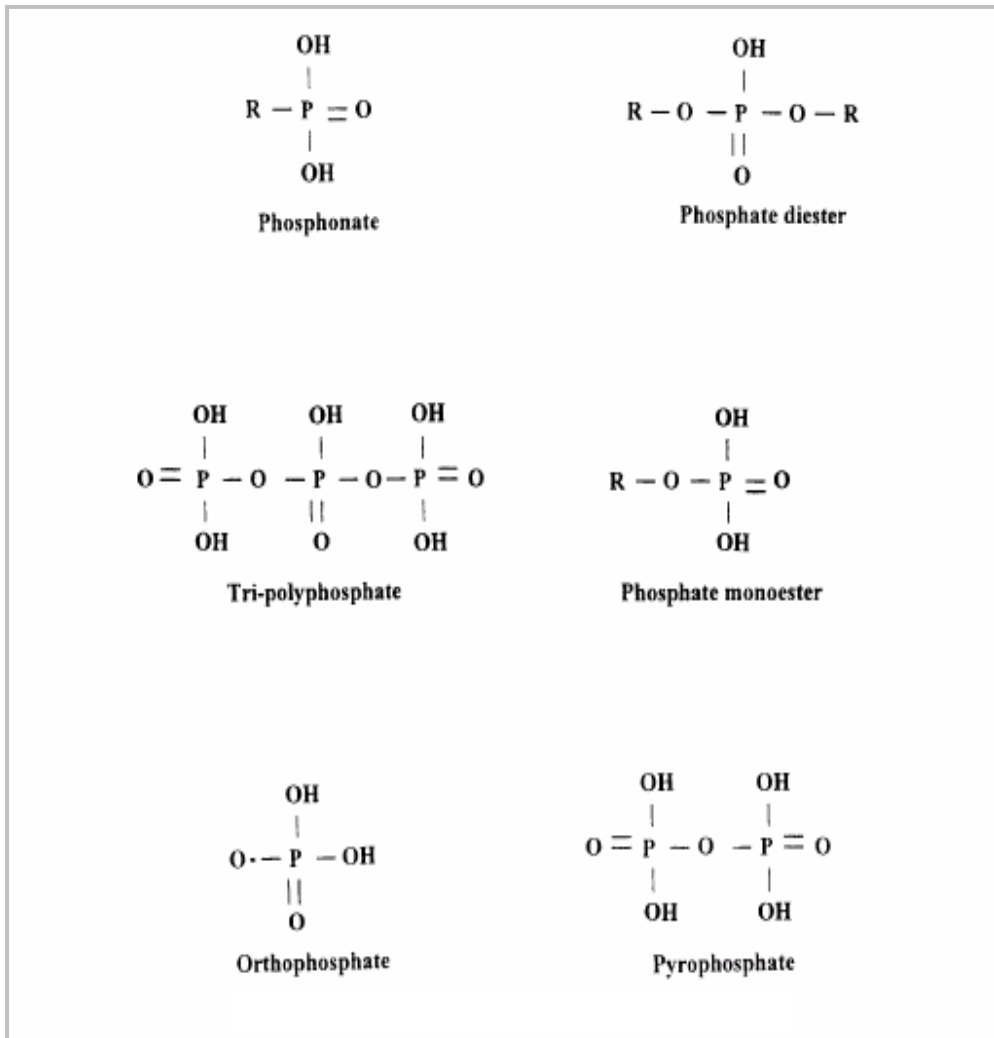 OH
R – P = O
OH
Phosphonate
OH
R – O – P – O – R
O
Phosphate diester
OH OH OH
O = P – O – P – O – P = O
OH O OH
Tri-polyphosphate
OH
R – O – P = O
OH
Phosphate monoester
OH
O·– P – OH
O
Orthophosphate
OH OH
O = P – O – P = O
OH OH
Pyrophosphate